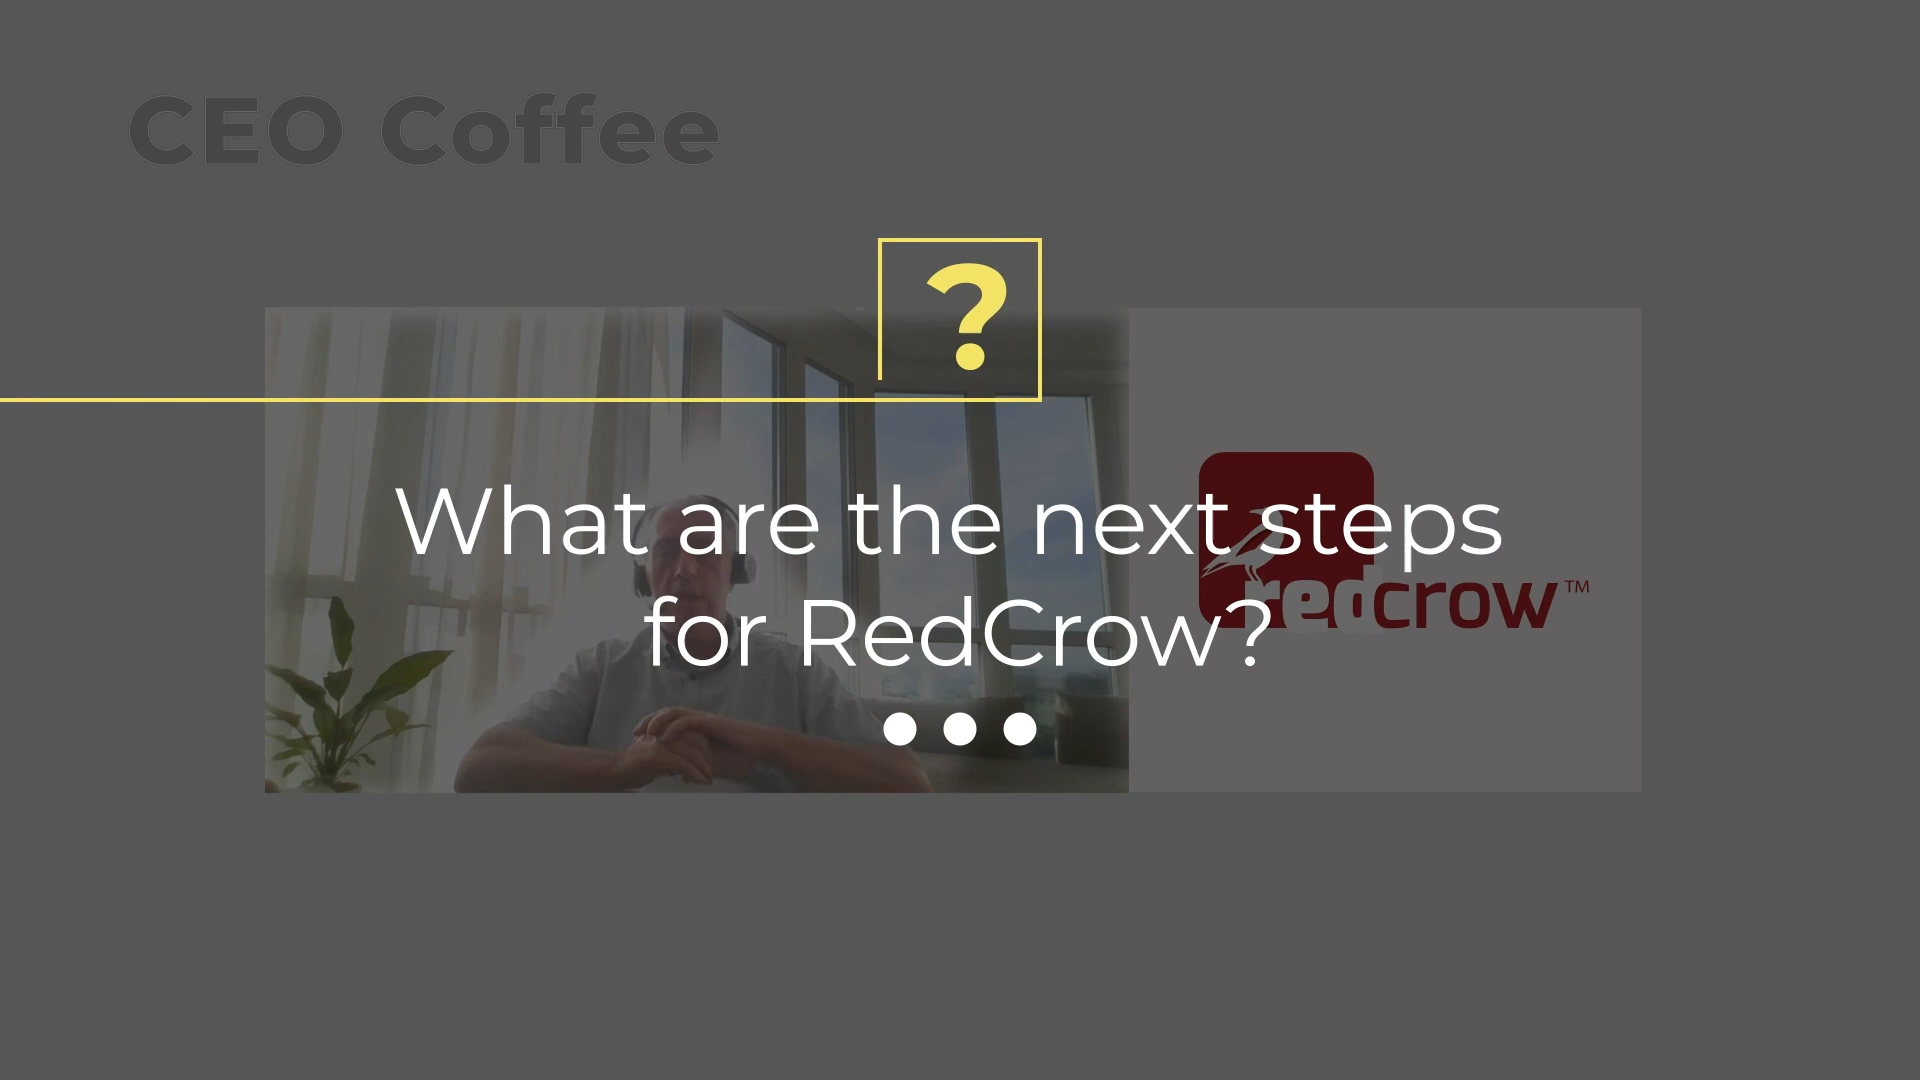 CEO Coffee
?
What are the next steps
for RedCrow?
redcrow™